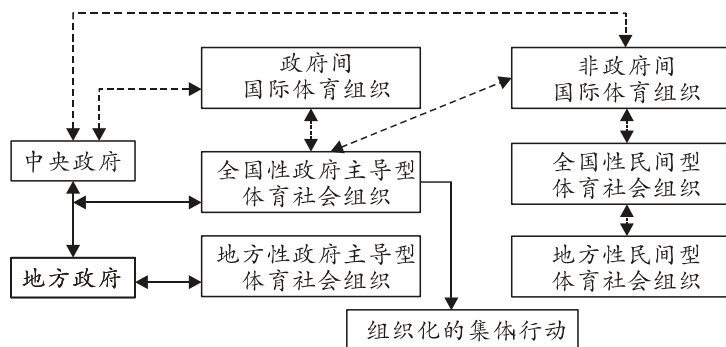 政府间
国际体育组织
非政府间
国际体育组织
中央政府
全国性政府主导型
体育社会组织
全国性民间型
体育社会组织
地方政府
地方性政府主导型
体育社会组织
地方性民间型
体育社会组织
组织化的集体行动